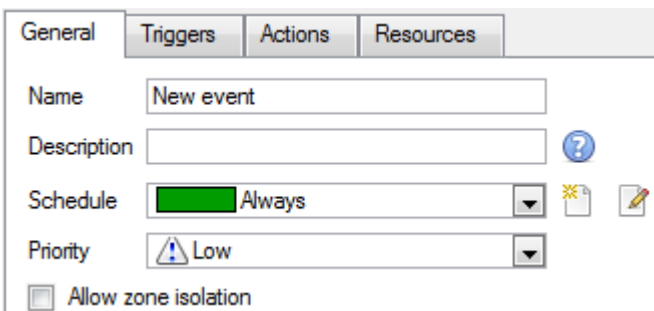 General Triggers Actions Resources
Name New event
Description
Schedule Always
Priority Low
Allow zone isolation